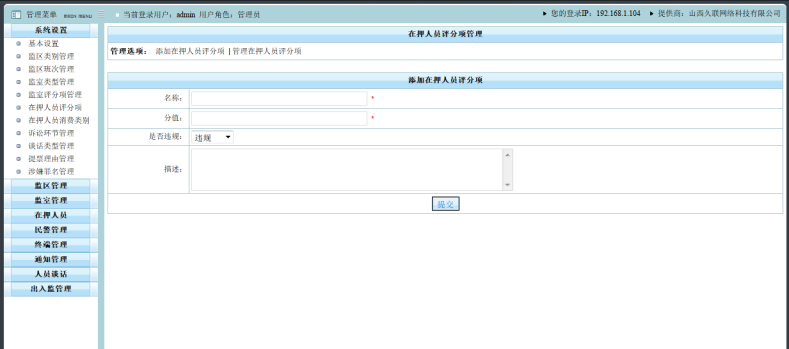 管理菜单 MAIN MENU 当前登录用户：admin 用户角色：管理员 您的登录IP：192.168.1.104 提供商：山西久联网络科技有限公司
系统设置
基本设置
监区类别管理
监区班次管理
监室类型管理
监室评分项管理
在押人员评分项
在押人员消费类别
诉讼环节管理
谈话类型管理
提票理由管理
涉嫌罪名管理
监区管理
监室管理
在押人员
民警管理
终端管理
通知管理
人员谈话
出入监管理
在押人员评分项管理
管理选项： 添加在押人员评分项 | 管理在押人员评分项
添加在押人员评分项
名称： *
分值： *
是否违规： 违规
描述：
提交